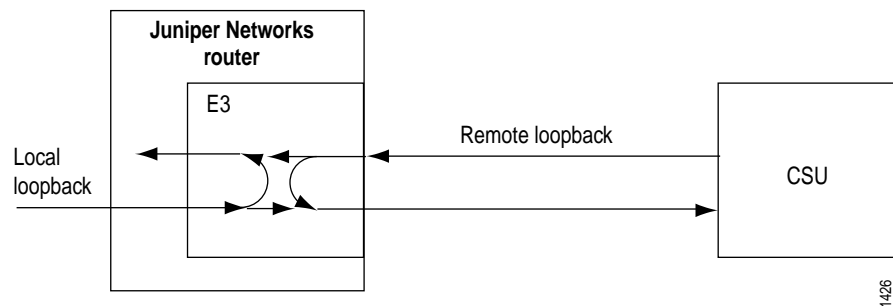 Juniper Networks
router
E3
Remote loopback
Local
loopback
CSU
1426